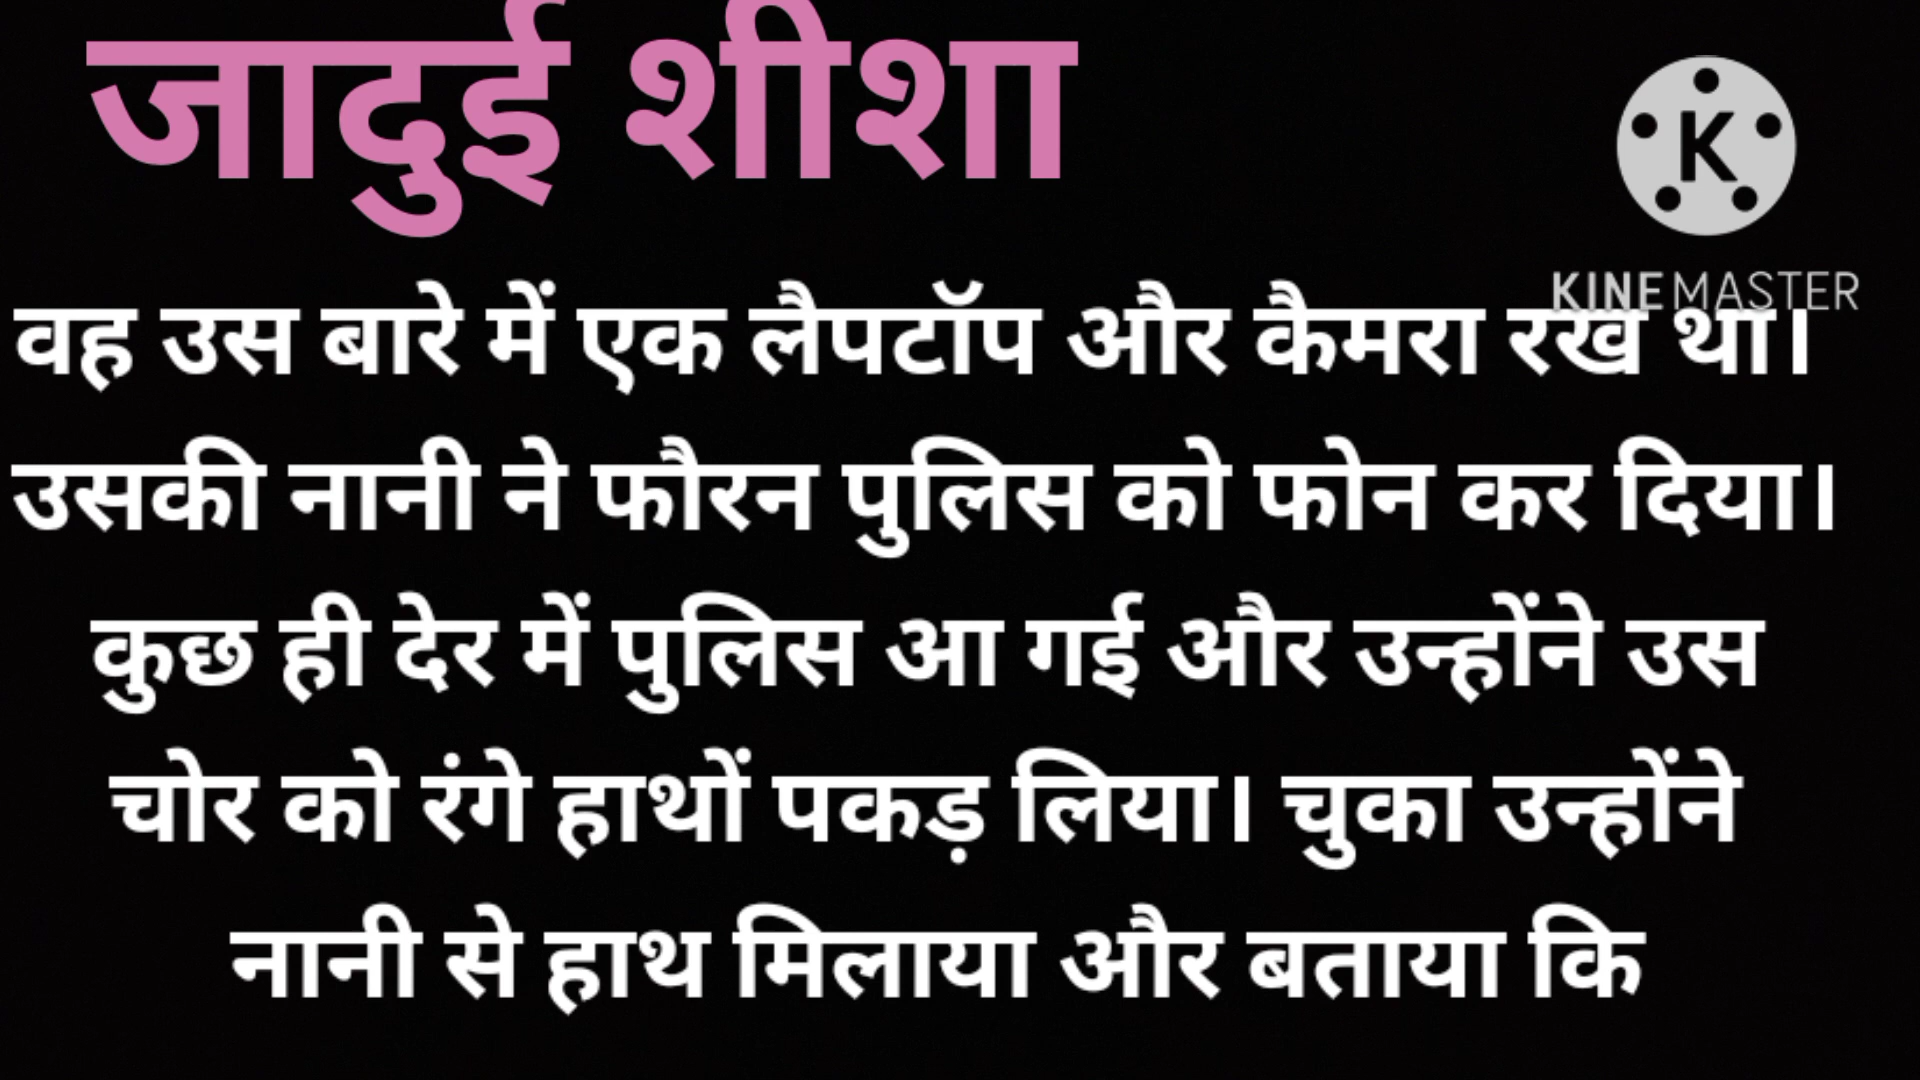 जादुई शीशा
K
KINEMASTER
वह उस बारे में एक लैपटॉप और कैमरा रख था।
उसकी नानी ने फौरन पुलिस को फोन कर दिया।
कुछ ही देर में पुलिस आ गई और उन्होंने उस
चोर को रंगे हाथों पकड़ लिया। चुका उन्होंने
नानी से हाथ मिलाया और बताया कि